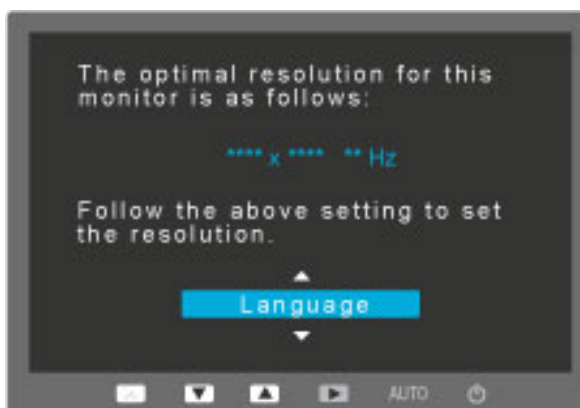 The optimal resolution for this
monitor is as follows:
**** x **** ** Hz
Follow the above setting to set
the resolution.
Language
AUTO